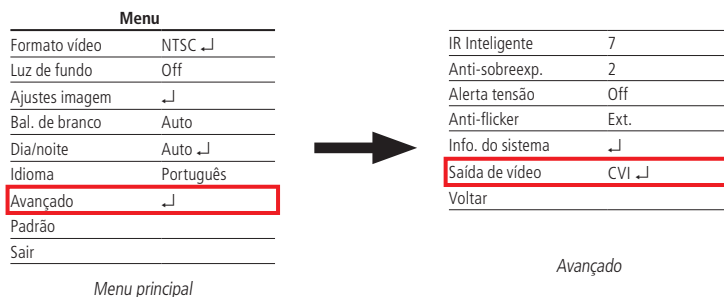 Menu
Formato vídeo NTSC ↲
Luz de fundo Off
Ajustes imagem ↲
Bal. de branco Auto
Dia/noite Auto ↲
Idioma Português
Avançado ↲
Padrão
Sair
Menu principal
IR Inteligente 7
Anti-sobreexp. 2
Alerta tensão Off
Anti-flicker Ext.
Info. do sistema ↲
Saída de vídeo CVI ↲
Voltar
Avançado